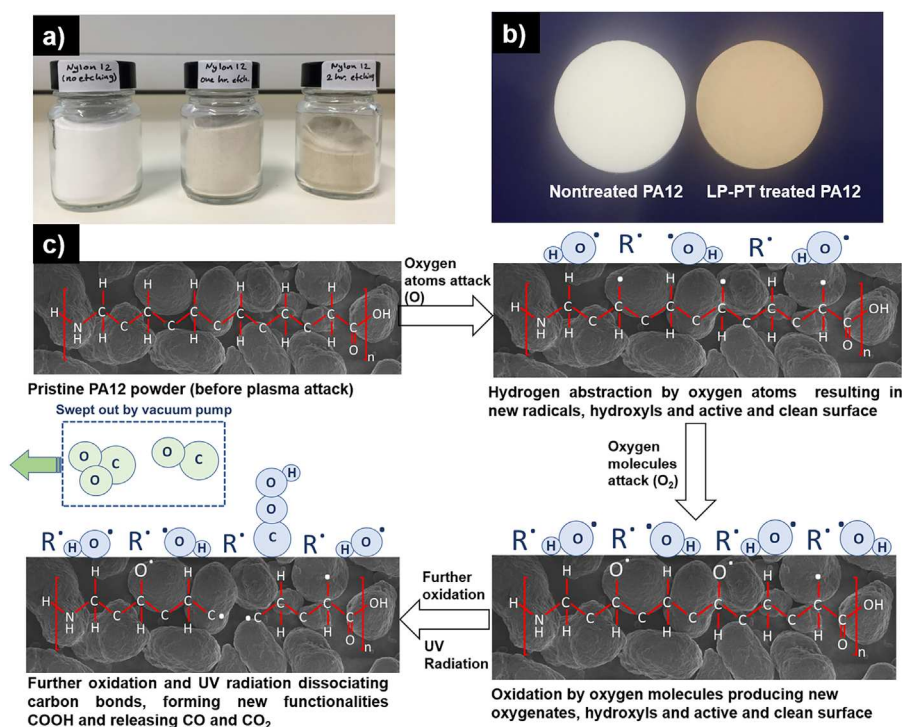 a)
Nylon 12
(no etching)
Nylon 12
one hr. etch.
Nylon 12
2 hr. etching
b)
Nontreated PA12
LP-PT treated PA12
c)
H O • R • • O H R • H O •
H H H H H H
H N C C C C C C C C C C C OH
H H H H H H H O n
Pristine PA12 powder (before plasma attack)
Oxygen
atoms attack
(O)
H • H • H •
H N C C C C C C C C C C C OH
H H H H H H H O n
Hydrogen abstraction by oxygen atoms resulting in
new radicals, hydroxyls and active and clean surface
Oxygen
molecules
attack (O₂)
Swept out by vacuum pump
O C O
O C
O H
O
C
R • H O • R • • O H R • R • H O •
H O • H H •
H N C C C C • • C C C C C OH
H H H H H H O n
Further oxidation and UV radiation dissociating
carbon bonds, forming new functionalities
COOH and releasing CO and CO₂
Further
oxidation
UV
Radiation
R • H O • R • O H R • H O • R • O H
H O • H O • H •
H N C C C C C C C C C C C OH
H H H H H H H O n
Oxidation by oxygen molecules producing new
oxygenates, hydroxyls and active and clean surface